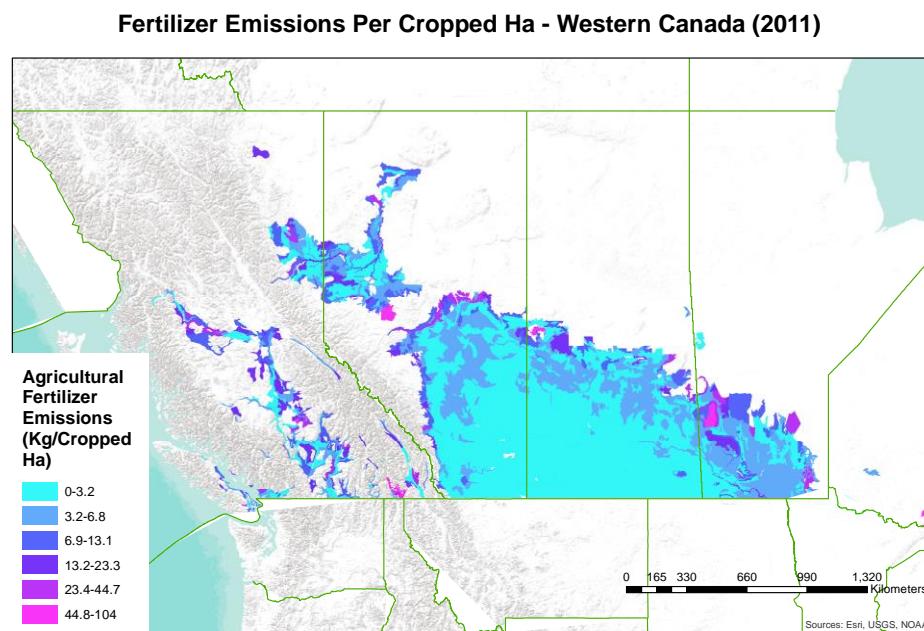 Fertilizer Emissions Per Cropped Ha - Western Canada (2011)
Agricultural
Fertilizer
Emissions
(Kg/Cropped
Ha)
0-3.2
3.2-6.8
6.9-13.1
13.2-23.3
23.4-44.7
44.8-104
0 165 330 660 990 1,320
Kilometers
Sources: Esri, USGS, NOAA